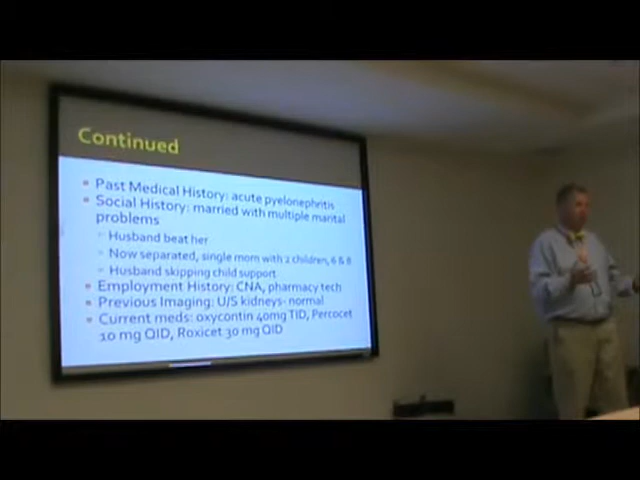 Continued
Past Medical History: acute pyelonephritis
Social History: married with multiple marital
problems
Husband beat her
Now separated, single mom with 2 children, 6 & 8
Husband skipping child support
Employment History: CNA, pharmacy tech
Previous Imaging: U/S kidneys- normal
Current meds: oxycontin 40mg TID, Percocet
10 mg QID, Roxicet 30 mg QID